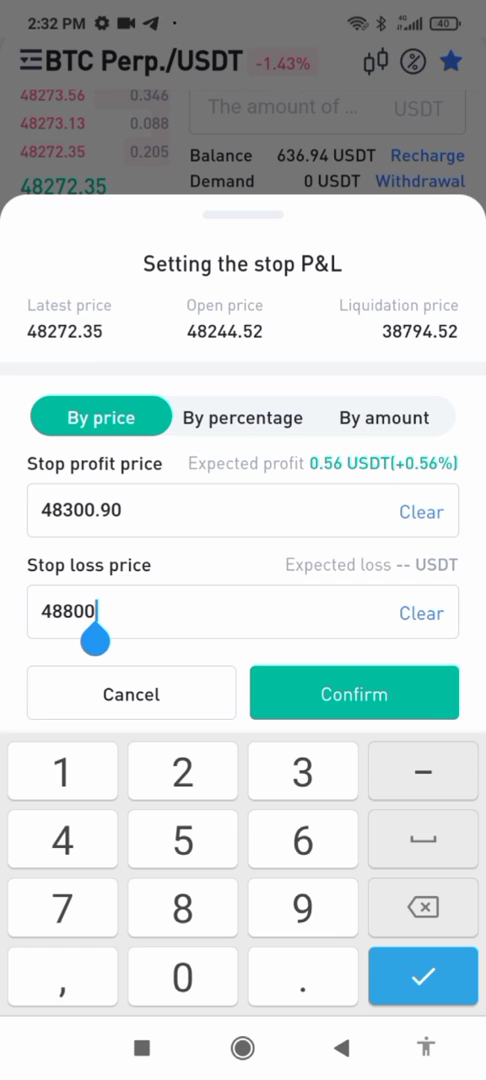 2:32 PM 4G 40
BTC Perp./USDT -1.43%
48273.56 0.346
The amount of ... USDT
48273.13 0.088
48272.35 0.205 Balance 636.94 USDT Recharge
48272.35 Demand 0 USDT Withdrawal
Setting the stop P&L
Latest price Open price Liquidation price
48272.35 48244.52 38794.52
By price By percentage By amount
Stop profit price Expected profit 0.56 USDT(+0.56%)
48300.90 Clear
Stop loss price Expected loss -- USDT
48800 Clear
Cancel Confirm
1 2 3 –
4 5 6
7 8 9
, 0 .